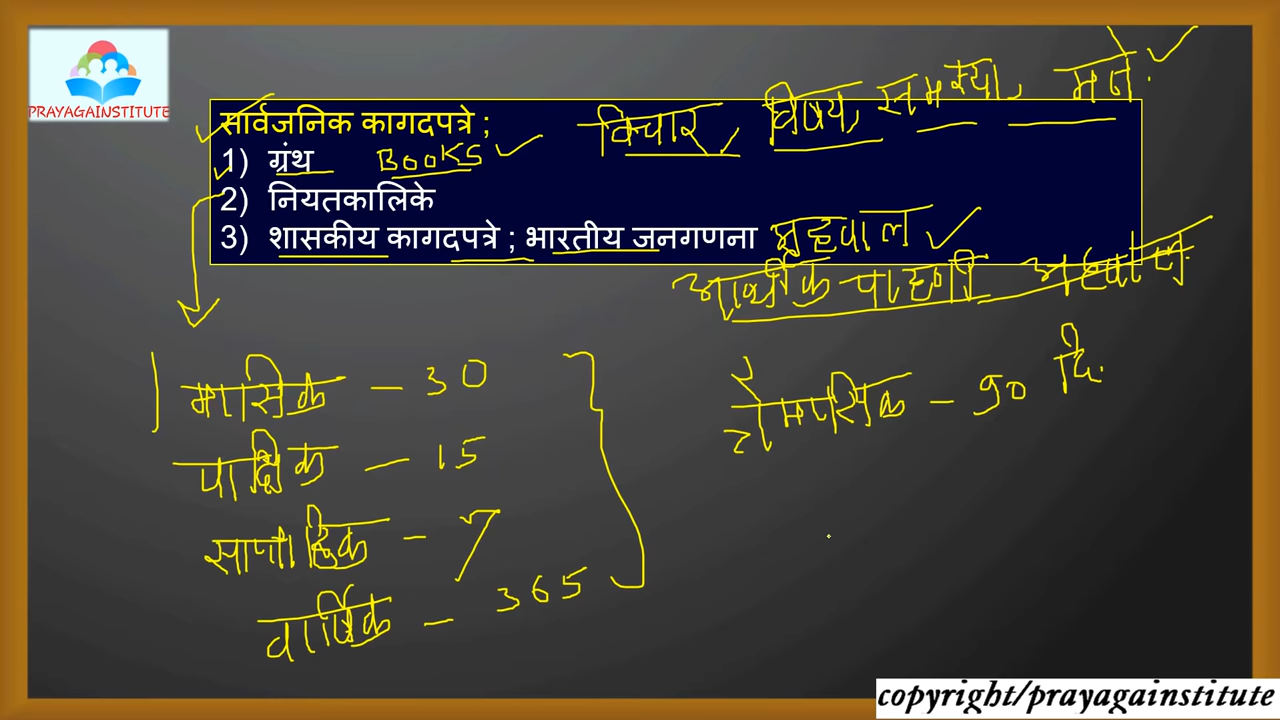 PRAYAGAINSTITUTE
विचार, विषय, समस्या, मते.
सार्वजनिक कागदपत्रे ;
1) ग्रंथ BOOKS
2) नियतकालिके
3) शासकीय कागदपत्रे ; भारतीय जनगणना अहवाल
आर्थिक पाहणी अहवाल.
मासिक - 30
त्रैमासिक - 90 दि.
पाक्षिक - 15
साप्ताहिक - 7
वार्षिक - 365
copyright/prayagainstitute